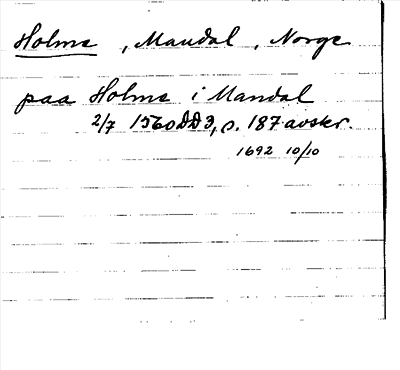 Holme, Mandal, Norge
paa Holme i Mandal
2/7 1560 DD 3, s. 187 avskr.
1692 10/10